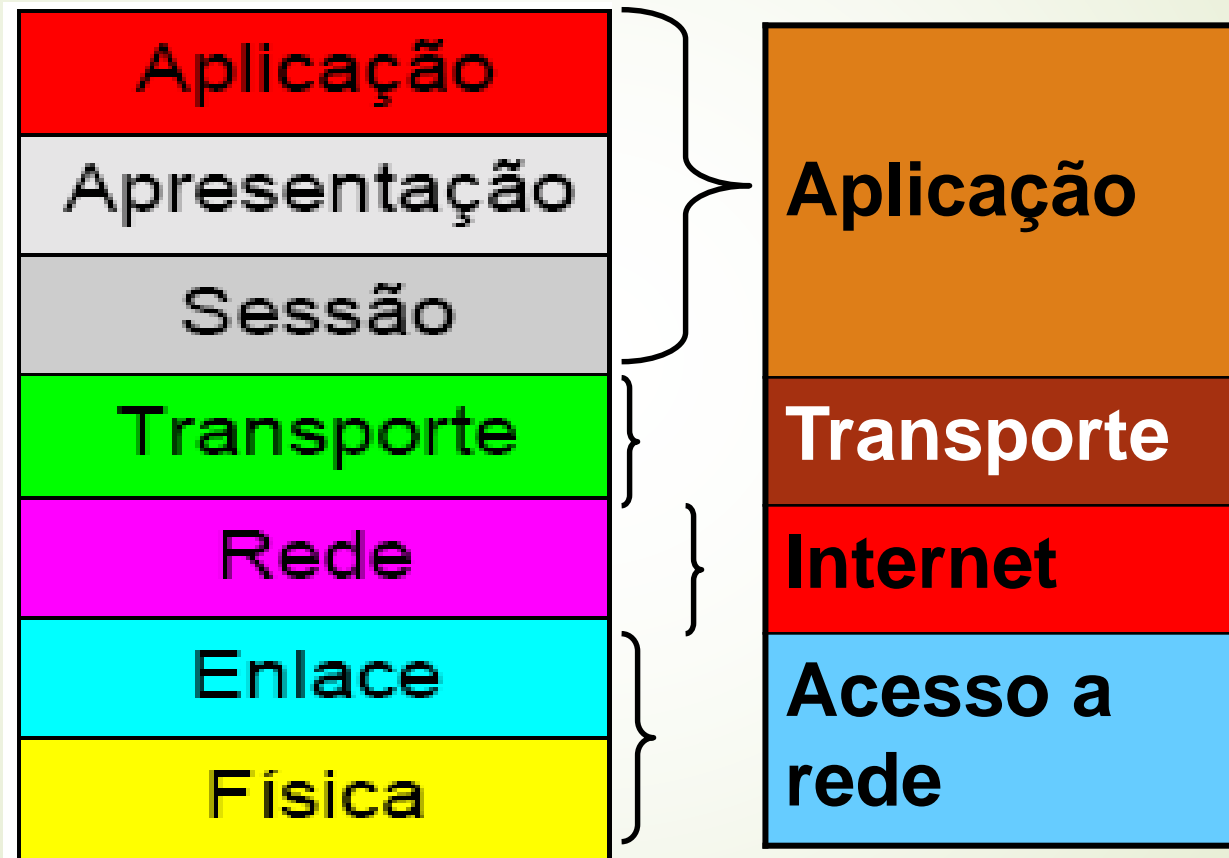 Aplicação
Apresentação
Sessão
Transporte
Rede
Enlace
Física
Aplicação
Transporte
Internet
Acesso a
rede